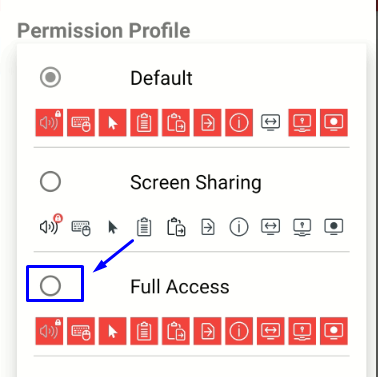 Permission Profile
Default
Screen Sharing
Full Access